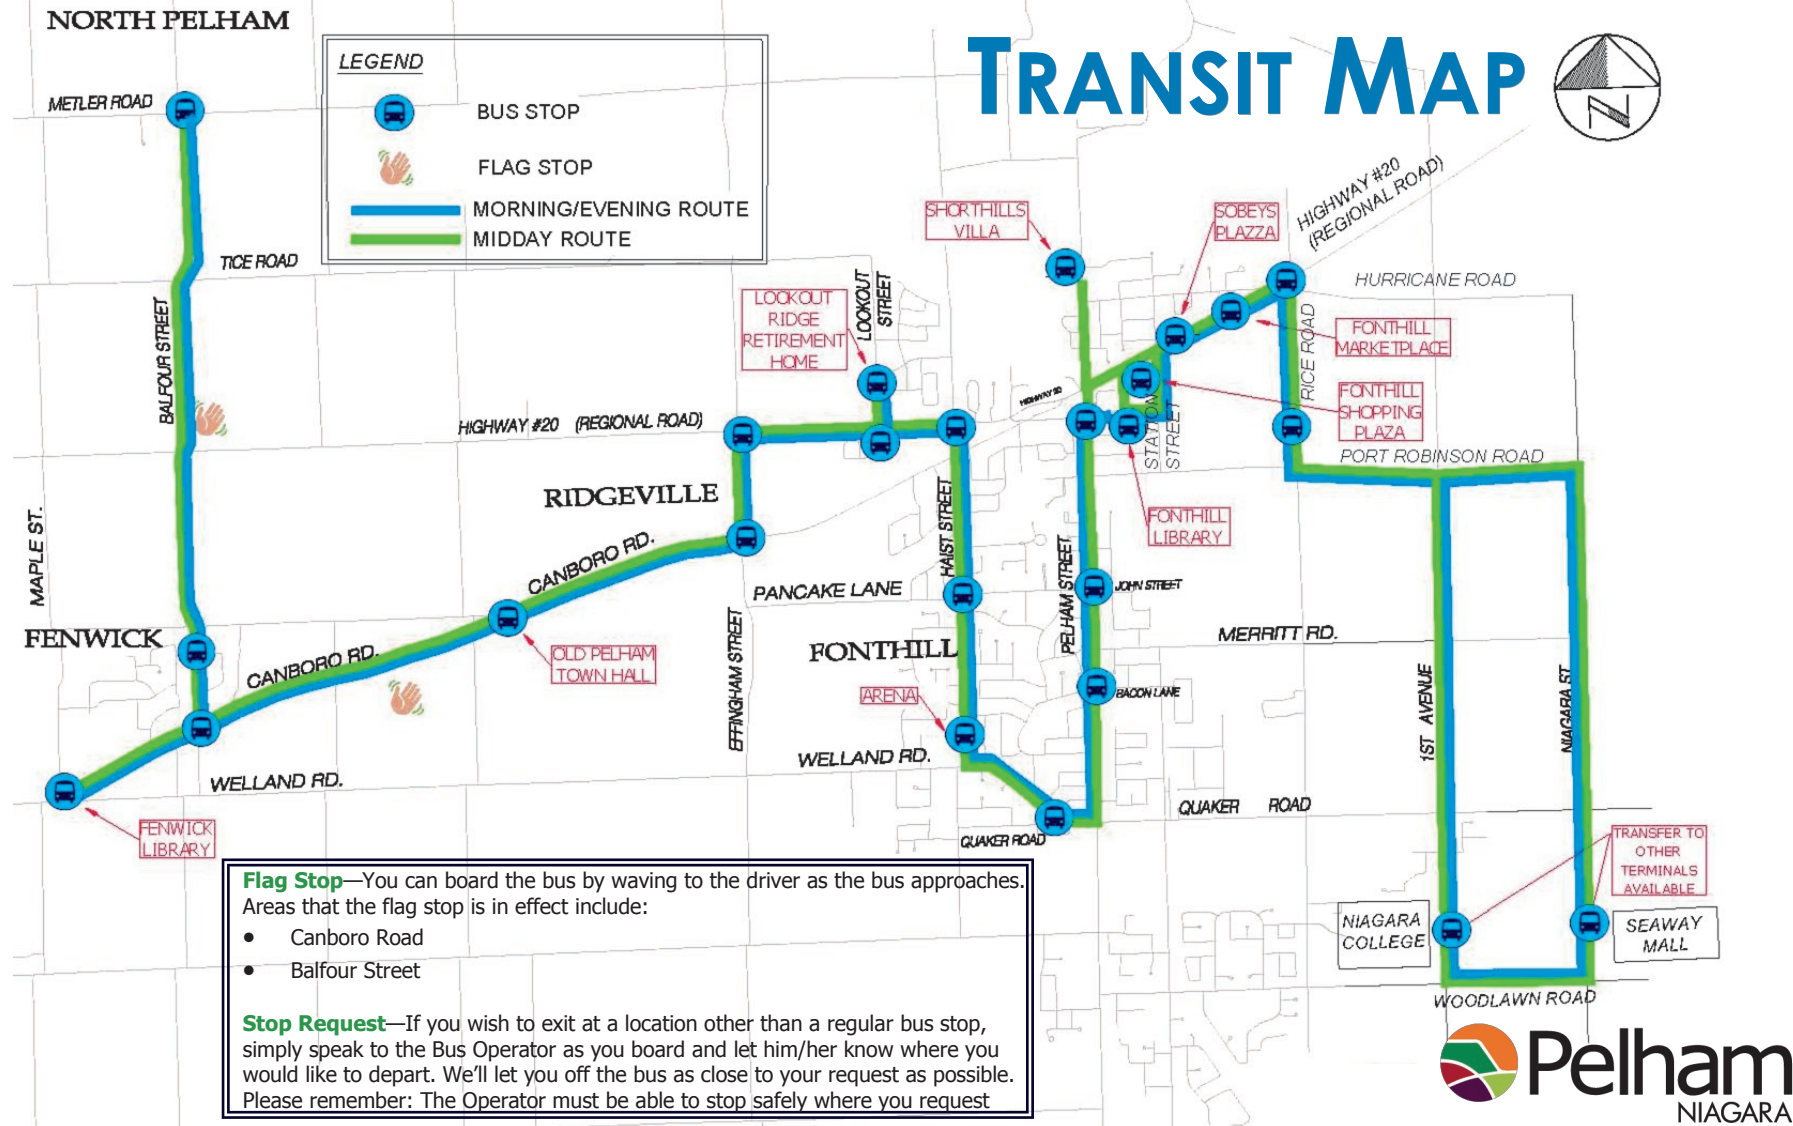 NORTH PELHAM
TRANSIT MAP
N
LEGEND
BUS STOP
FLAG STOP
MORNING/EVENING ROUTE
MIDDAY ROUTE
METLER ROAD
TICE ROAD
BALFOUR STREET
HIGHWAY #20
(REGIONAL ROAD)
SHORTHILLS
VILLA
SOBEYS
PLAZZA
HURRICANE ROAD
LOOKOUT
STREET
LOOKOUT
RIDGE
RETIREMENT
HOME
FONTHILL
MARKETPLACE
RICE ROAD
FONTHILL
SHOPPING
PLAZA
HIGHWAY 20
STATION
STREET
HIGHWAY #20 (REGIONAL ROAD)
PORT ROBINSON ROAD
RIDGEVILLE
FONTHILL
LIBRARY
MAPLE ST.
CANBORO RD.
HAIST STREET
PELHAM STREET
PANCAKE LANE
JOHN STREET
FENWICK
CANBORO RD.
OLD PELHAM
TOWN HALL
EFFINGHAM STREET
FONTHILL
MERRITT RD.
ARENA
BACON LANE
1ST AVENUE
NIAGARA ST
WELLAND RD.
WELLAND RD.
QUAKER ROAD
QUAKER ROAD
FENWICK
LIBRARY
TRANSFER TO
OTHER
TERMINALS
AVAILABLE
NIAGARA
COLLEGE
SEAWAY
MALL
WOODLAWN ROAD
Flag Stop—You can board the bus by waving to the driver as the bus approaches.
Areas that the flag stop is in effect include:
• Canboro Road
• Balfour Street
Stop Request—If you wish to exit at a location other than a regular bus stop,
simply speak to the Bus Operator as you board and let him/her know where you
would like to depart. We'll let you off the bus as close to your request as possible.
Please remember: The Operator must be able to stop safely where you request
Pelham
NIAGARA